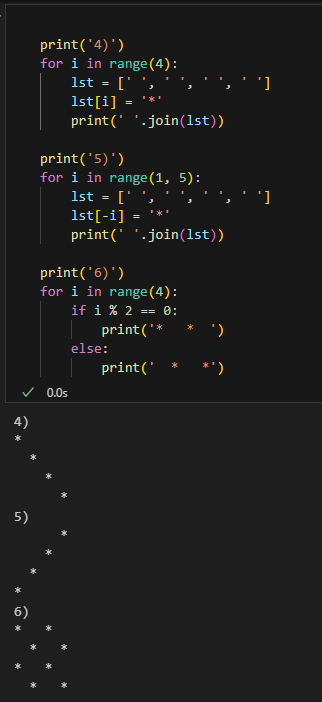 print('4)')
for i in range(4):
    lst = [' ', ' ', ' ', ' ']
    lst[i] = '*'
    print(' '.join(lst))
print('5)')
for i in range(1, 5):
    lst = [' ', ' ', ' ', ' ']
    lst[-i] = '*'
    print(' '.join(lst))
print('6)')
for i in range(4):
    if i % 2 == 0:
        print('*   *  ')
    else:
        print('  *   *')
0.0s
4)
*
  *
    *
      *
5)
      *
    *
  *
*
6)
*   *
  *   *
*   *
  *   *